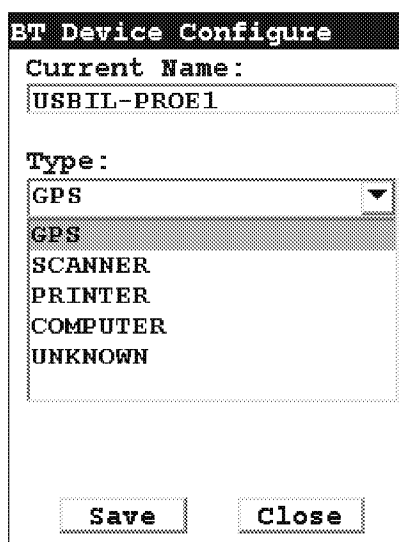 BT Device Configure
Current Name:
USBIL-PROE1
Type:
GPS
GPS
SCANNER
PRINTER
COMPUTER
UNKNOWN
Save Close